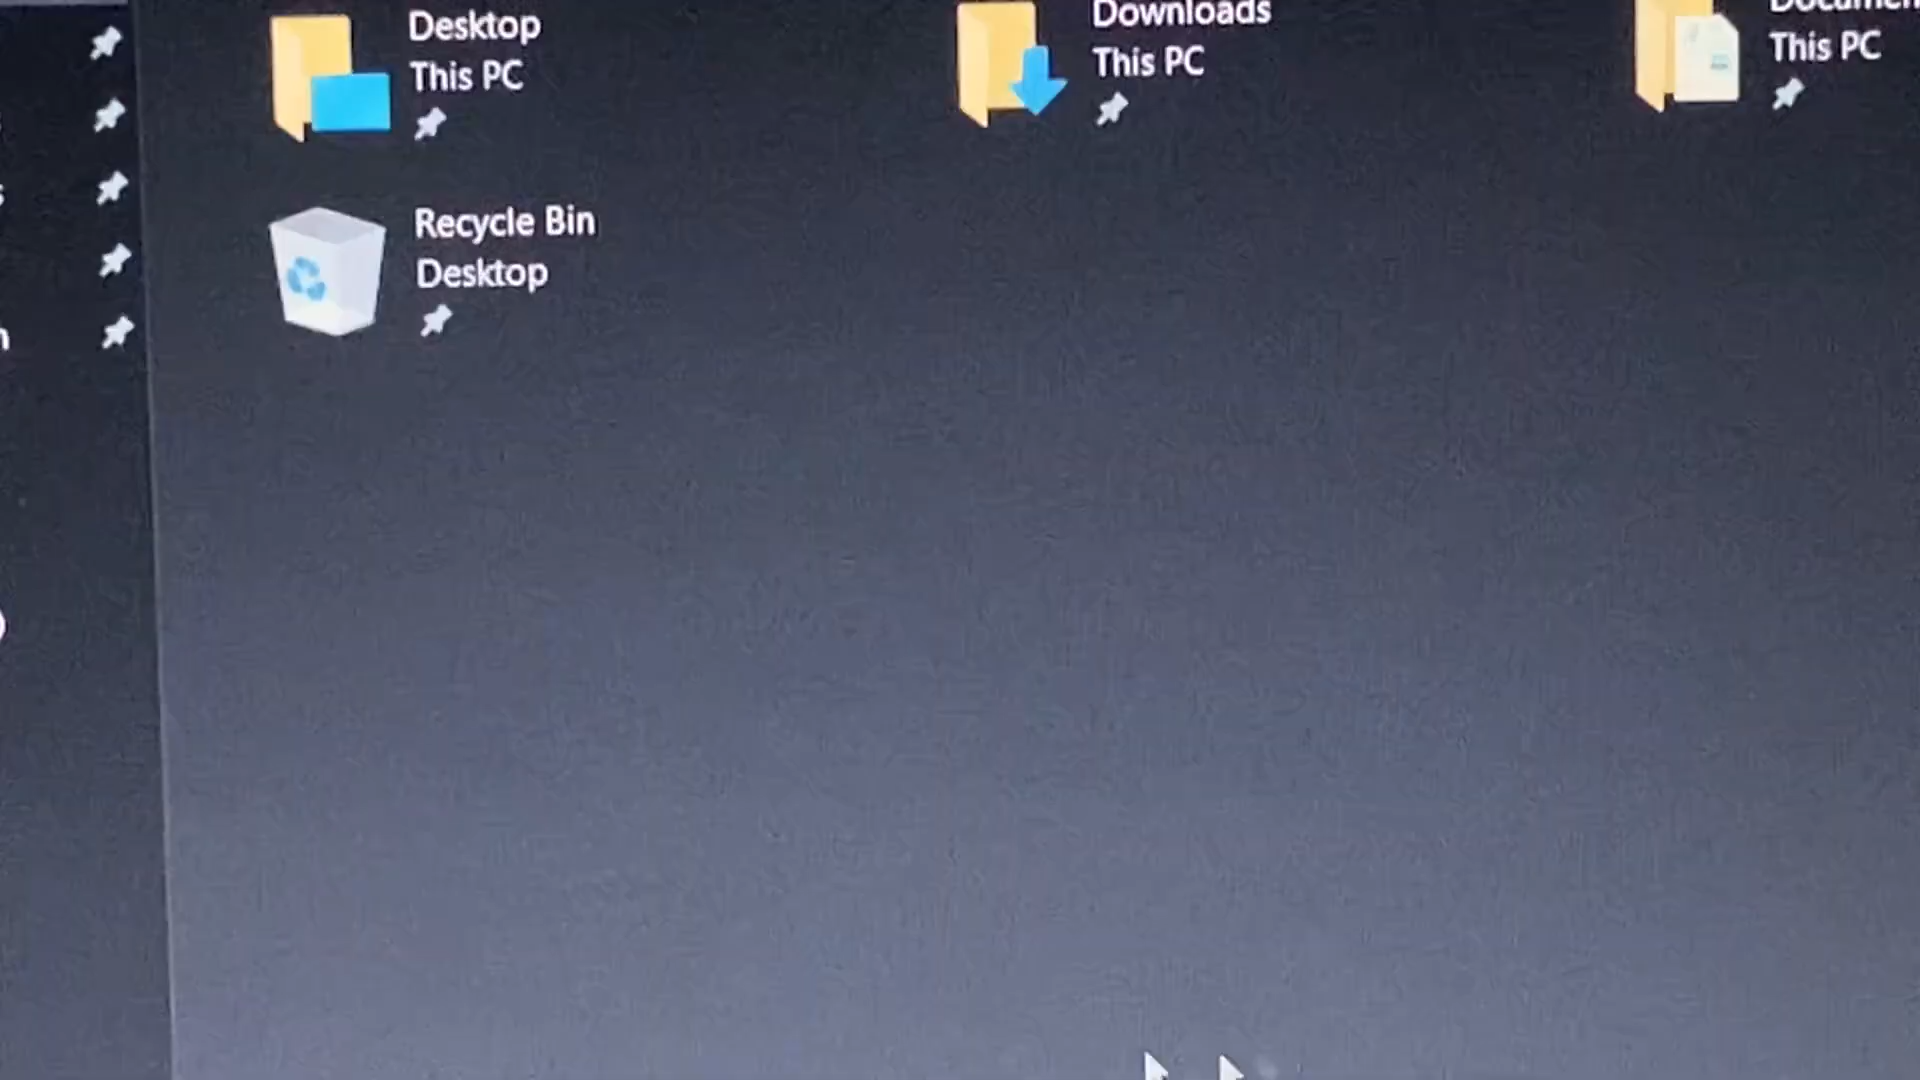 Desktop
This PC
Downloads
This PC
This PC
Recycle Bin
Desktop